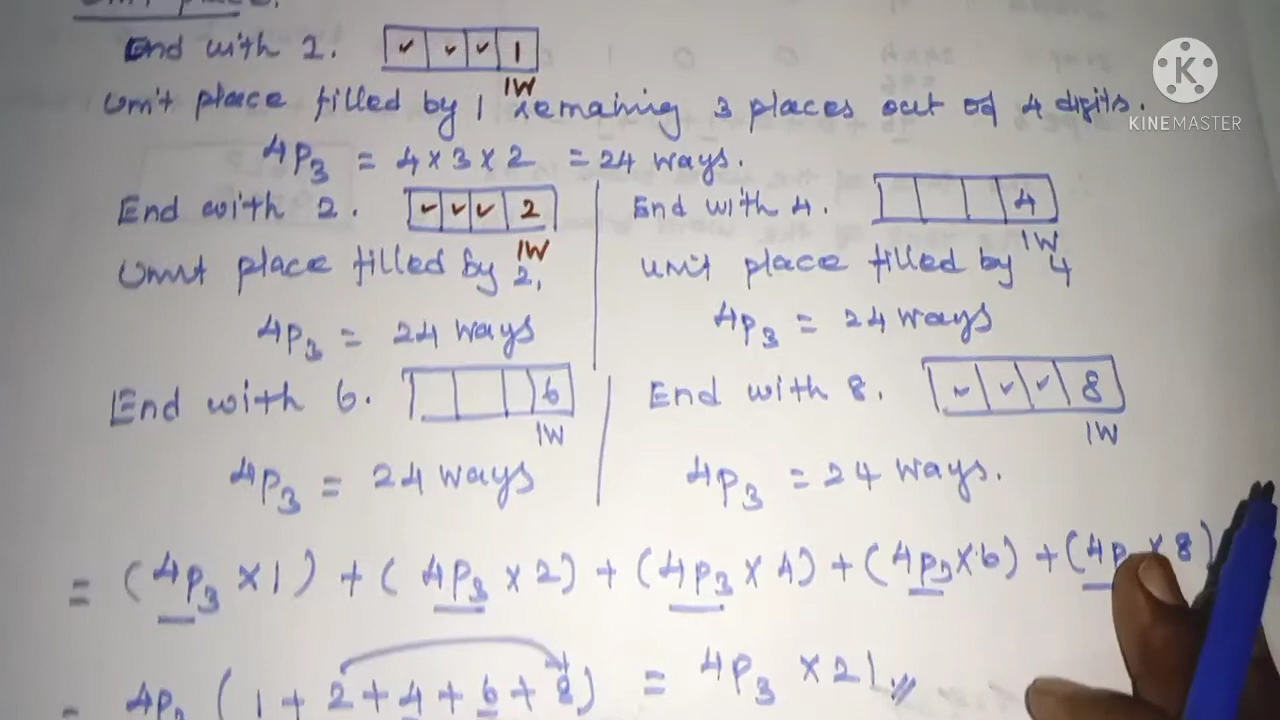 Unit place.
End with 1. ✓ ✓ ✓ 1
1W
K
KINEMASTER
Unit place filled by 1 remaining 3 places out of 4 digits.
4P3 = 4 × 3 × 2 = 24 ways.
End with 2. ✓ ✓ ✓ 2
1W
Unit place filled by 2,
4P3 = 24 ways
End with 4. 4
1W
unit place filled by 4
4P3 = 24 ways
End with 6. 6
1W
4P3 = 24 ways
End with 8. ✓ ✓ ✓ 8
1W
4P3 = 24 ways.
= (4P3 × 1) + (4P3 × 2) + (4P3 × 4) + (4P3 × 6) + (4P × 8)
= 4P3 (1 + 2 + 4 + 6 + 8) = 4P3 × 21